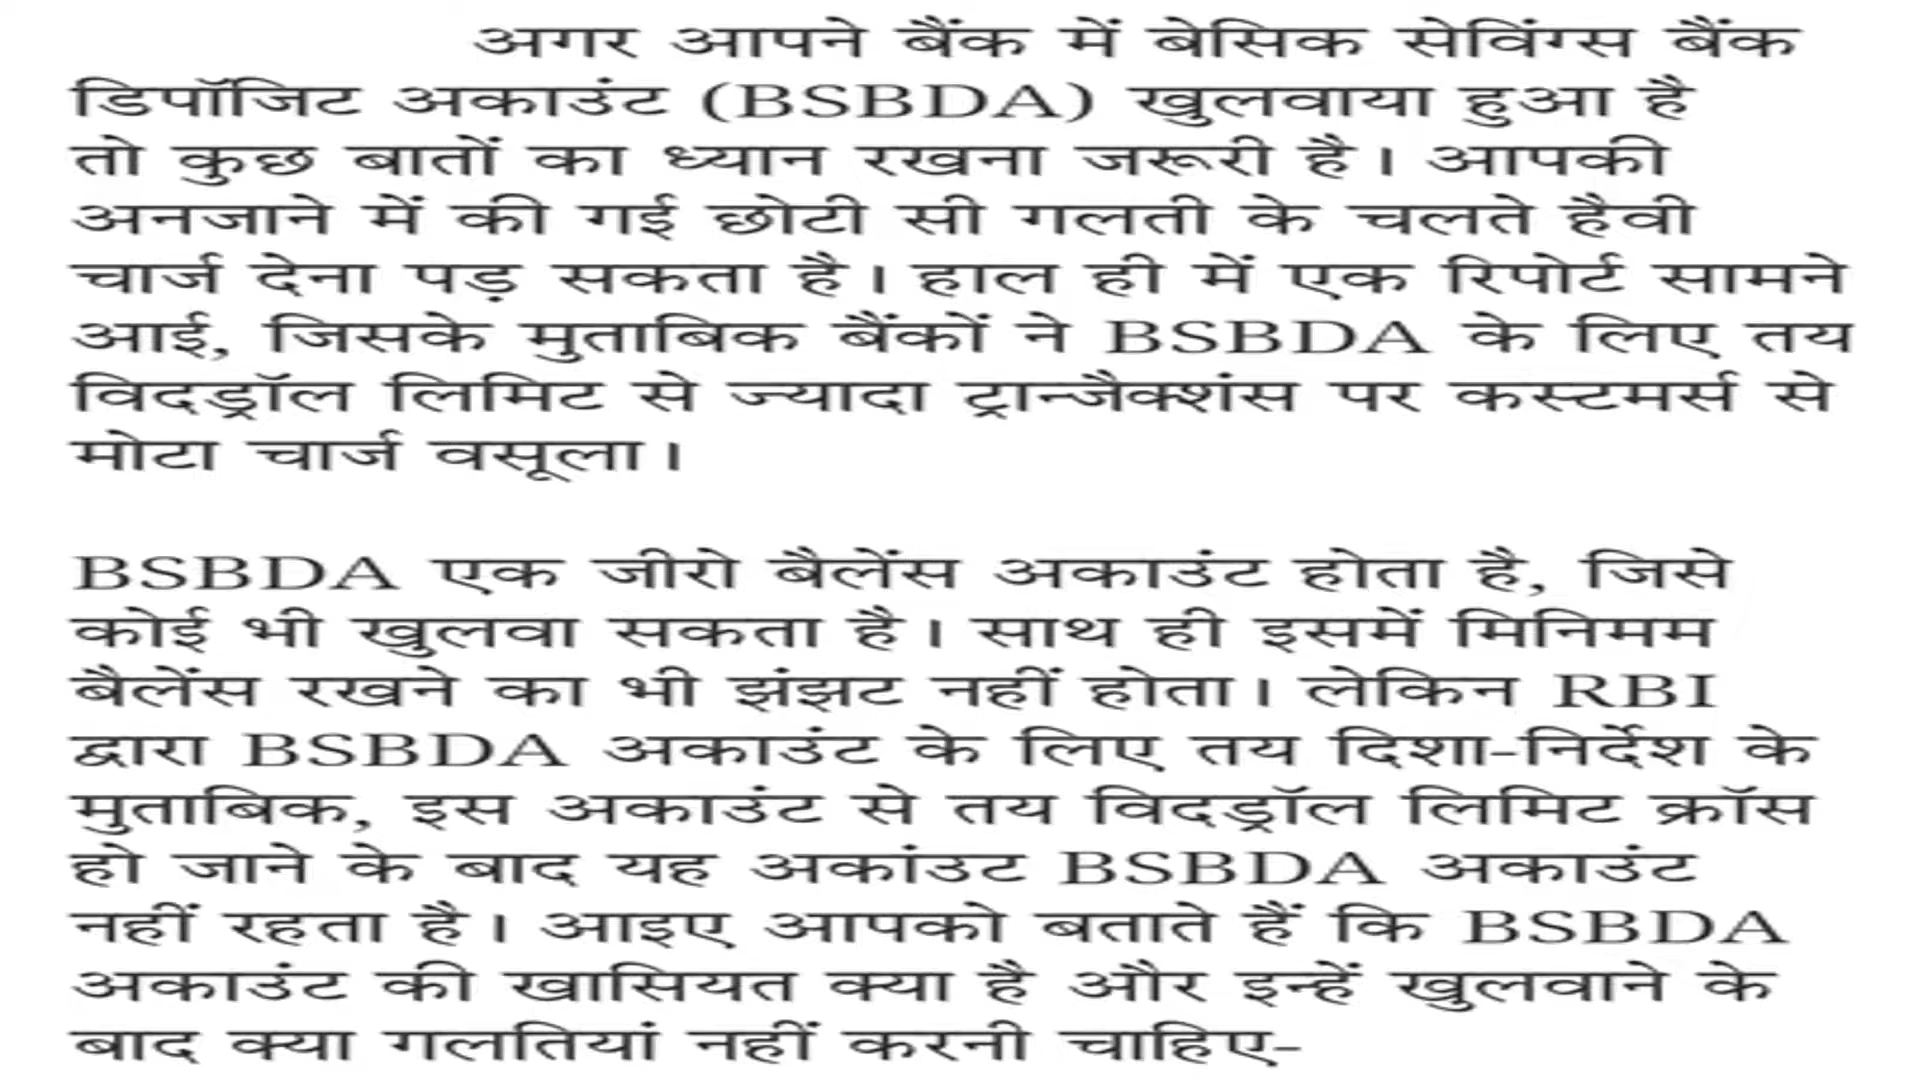 अगर आपने बैंक में बेसिक सेविंग्स बैंक
डिपॉजिट अकाउंट (BSBDA) खुलवाया हुआ है
तो कुछ बातों का ध्यान रखना जरूरी है। आपकी
अनजाने में की गई छोटी सी गलती के चलते हैवी
चार्ज देना पड़ सकता है। हाल ही में एक रिपोर्ट सामने
आई, जिसके मुताबिक बैंकों ने BSBDA के लिए तय
विदड्रॉल लिमिट से ज्यादा ट्रान्जैक्शंस पर कस्टमर्स से
मोटा चार्ज वसूला।
BSBDA एक जीरो बैलेंस अकाउंट होता है, जिसे
कोई भी खुलवा सकता है। साथ ही इसमें मिनिमम
बैलेंस रखने का भी झंझट नहीं होता। लेकिन RBI
द्वारा BSBDA अकाउंट के लिए तय दिशा-निर्देश के
मुताबिक, इस अकाउंट से तय विदड्रॉल लिमिट क्रॉस
हो जाने के बाद यह अकांउट BSBDA अकाउंट
नहीं रहता है। आइए आपको बताते हैं कि BSBDA
अकाउंट की खासियत क्या है और इन्हें खुलवाने के
बाद क्या गलतियां नहीं करनी चाहिए-